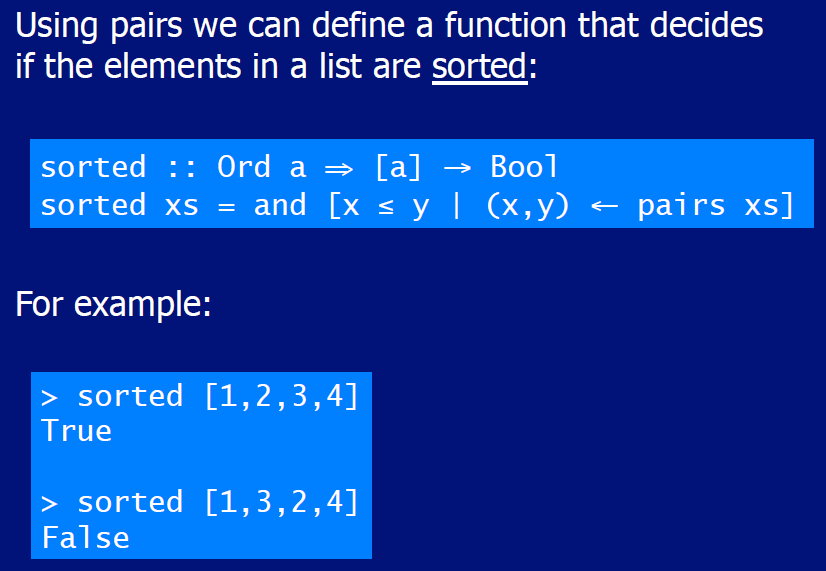 Using pairs we can define a function that decides
if the elements in a list are sorted:
sorted :: Ord a ⇒ [a] → Bool
sorted xs = and [x ≤ y | (x,y) ← pairs xs]
For example:
> sorted [1,2,3,4]
True
> sorted [1,3,2,4]
False